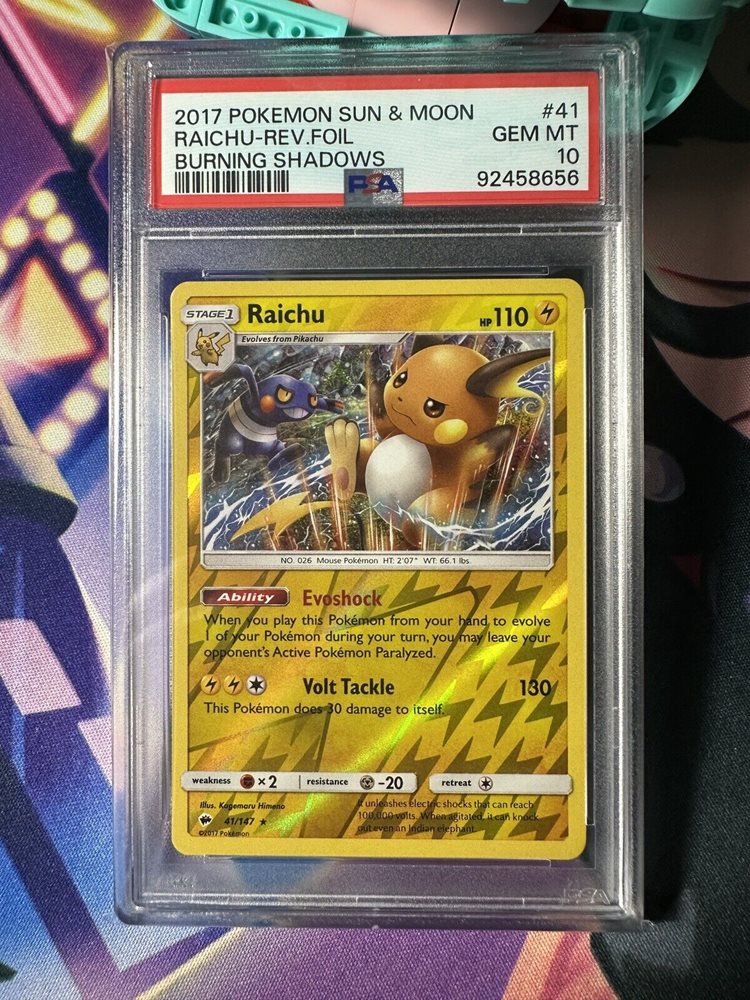 2017 POKEMON SUN & MOON #41
RAICHU-REV.FOIL GEM MT
BURNING SHADOWS 10
PSA 92458656
STAGE1 Raichu HP110
Evolves from Pikachu
NO. 026 Mouse Pokémon HT: 2'07" WT: 66.1 lbs.
Ability Evoshock
When you play this Pokémon from your hand to evolve
1 of your Pokémon during your turn, you may leave your
opponent's Active Pokémon Paralyzed.
Volt Tackle 130
This Pokémon does 30 damage to itself.
weakness ×2 resistance -20 retreat
Illus. Kagemaru Himeno
41/147
©2017 Pokémon
It unleashes electric shocks that can reach
100,000 volts. When agitated, it can knock
out even an Indian elephant.
PSA